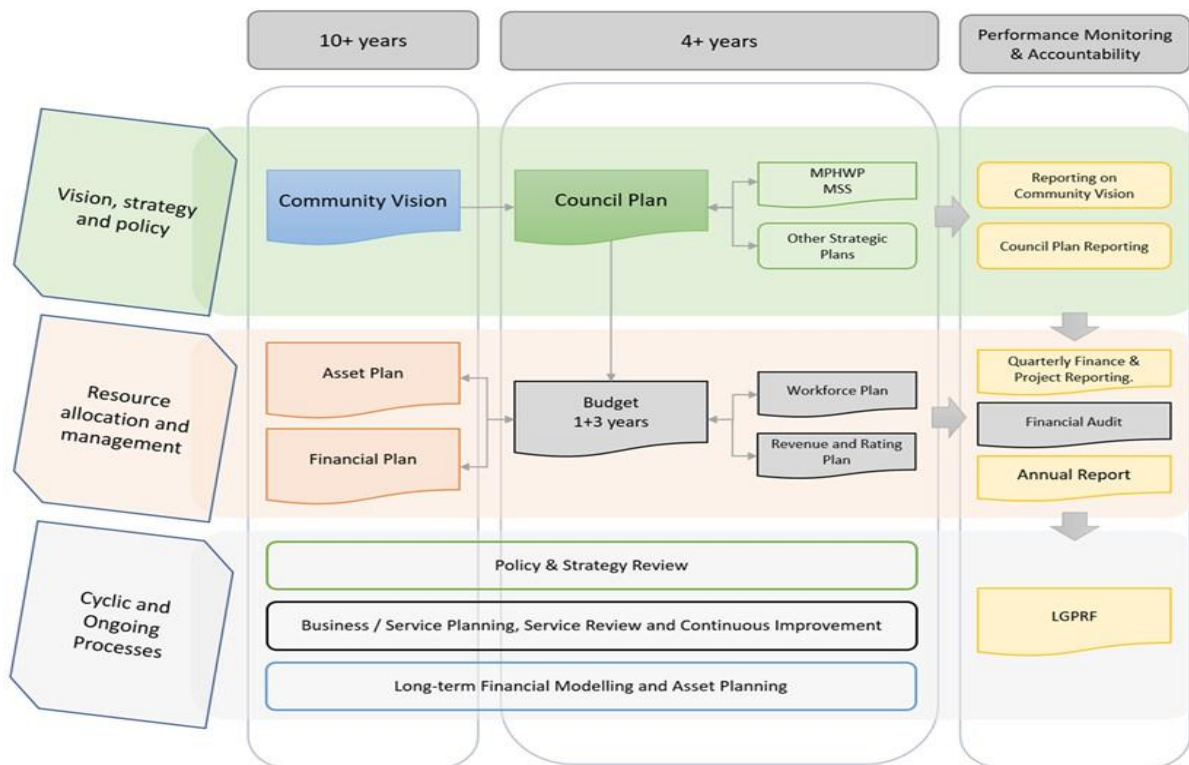 10+ years
4+ years
Performance Monitoring
& Accountability
Vision, strategy
and policy
Community Vision
Council Plan
MPHWP
MSS
Other Strategic
Plans
Reporting on
Community Vision
Council Plan Reporting
Resource
allocation and
management
Asset Plan
Financial Plan
Budget
1+3 years
Workforce Plan
Revenue and Rating
Plan
Quarterly Finance &
Project Reporting.
Financial Audit
Annual Report
Cyclic and
Ongoing
Processes
Policy & Strategy Review
Business / Service Planning, Service Review and Continuous Improvement
Long-term Financial Modelling and Asset Planning
LGPRF